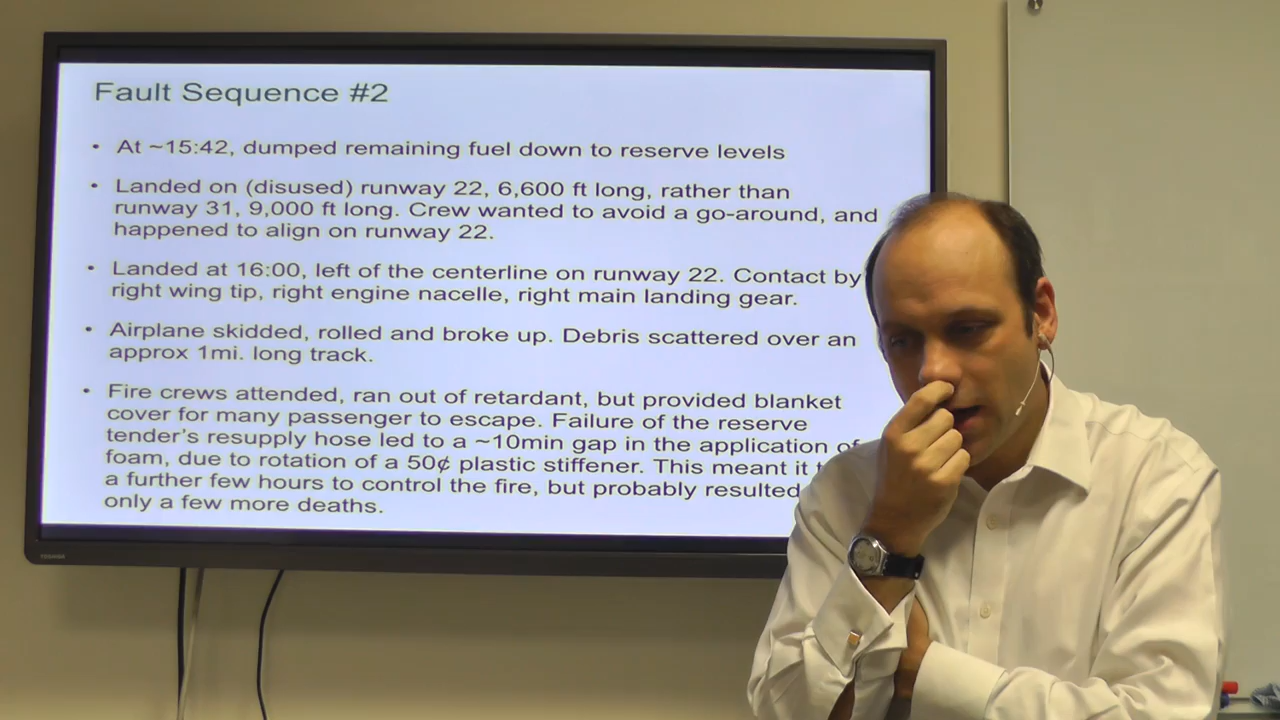 Fault Sequence #2
• At ~15:42, dumped remaining fuel down to reserve levels
• Landed on (disused) runway 22, 6,600 ft long, rather than
runway 31, 9,000 ft long. Crew wanted to avoid a go-around, and
happened to align on runway 22.
• Landed at 16:00, left of the centerline on runway 22. Contact by
right wing tip, right engine nacelle, right main landing gear.
• Airplane skidded, rolled and broke up. Debris scattered over an
approx 1mi. long track.
• Fire crews attended, ran out of retardant, but provided blanket
cover for many passenger to escape. Failure of the reserve
tender's resupply hose led to a ~10min gap in the application of
foam, due to rotation of a 50¢ plastic stiffener. This meant it
a further few hours to control the fire, but probably resulted
only a few more deaths.
TOSHIBA